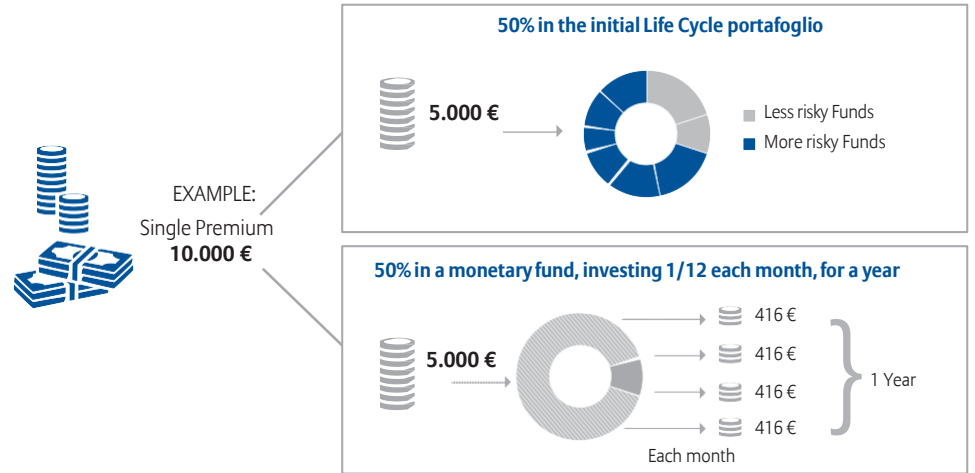 EXAMPLE:
Single Premium
10.000 €
50% in the initial Life Cycle portafoglio
5.000 €
Less risky Funds
More risky Funds
50% in a monetary fund, investing 1/12 each month, for a year
5.000 €
416 €
416 €
416 €
416 €
1 Year
Each month